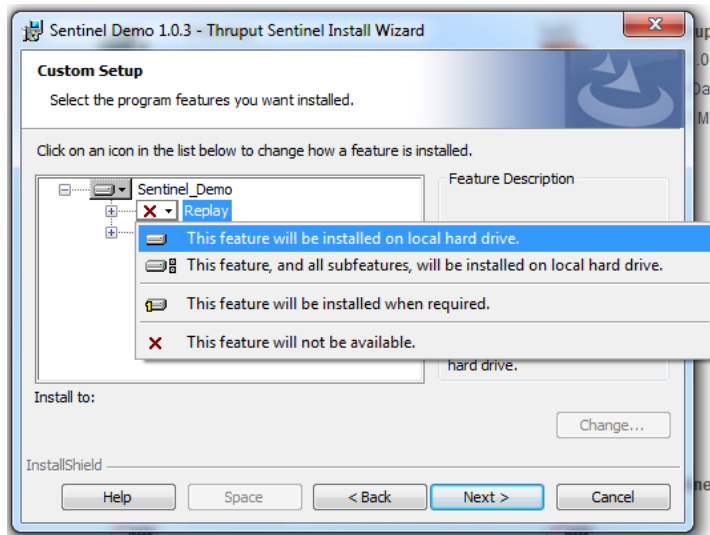 Sentinel Demo 1.0.3 - Thruput Sentinel Install Wizard
Custom Setup
Select the program features you want installed.
Click on an icon in the list below to change how a feature is installed.
Sentinel_Demo
Feature Description
Replay
This feature will be installed on local hard drive.
This feature, and all subfeatures, will be installed on local hard drive.
This feature will be installed when required.
This feature will not be available.
hard drive.
Install to:
Change...
InstallShield
Help Space < Back Next > Cancel